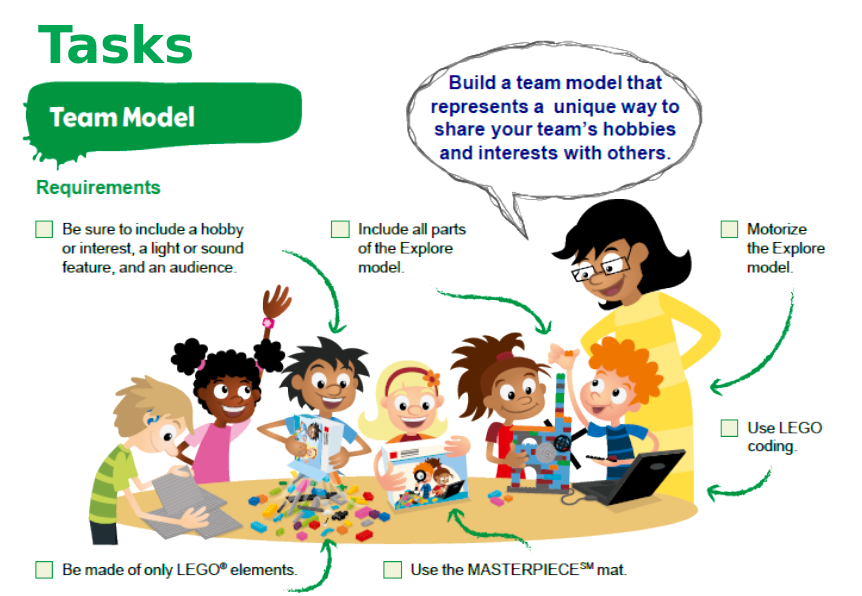 Tasks
Team Model
Build a team model that
represents a unique way to
share your team's hobbies
and interests with others.
Requirements
Be sure to include a hobby
or interest, a light or sound
feature, and an audience.
Include all parts
of the Explore
model.
Motorize
the Explore
model.
Use LEGO
coding.
Be made of only LEGO® elements.
Use the MASTERPIECE℠ mat.